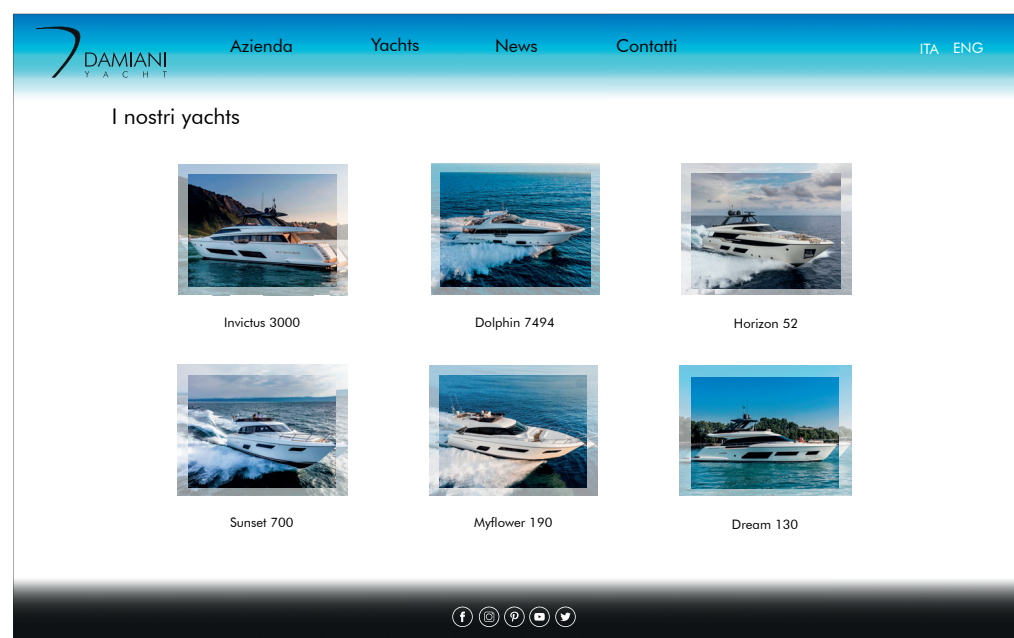 DAMIANI
YACHT
Azienda
Yachts
News
Contatti
ITA
ENG
I nostri yachts
Invictus 3000
Dolphin 7494
Horizon 52
Sunset 700
Myflower 190
Dream 130